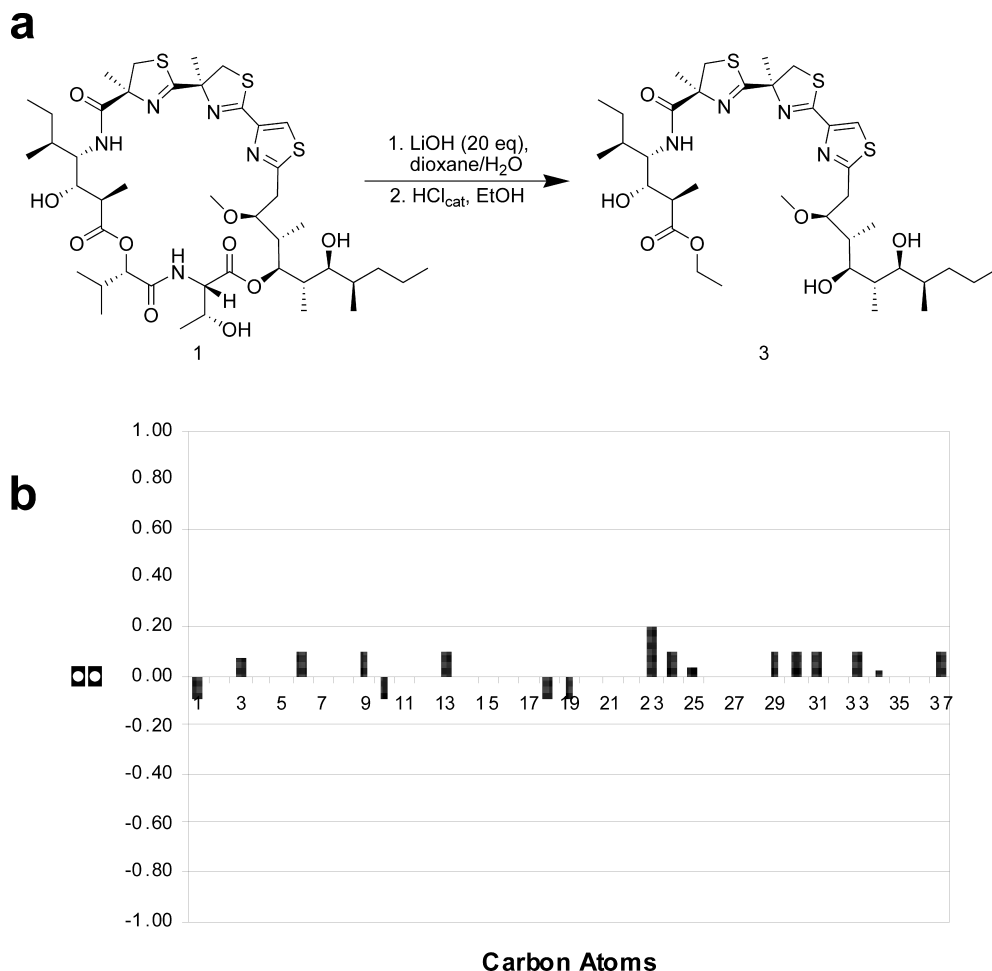 a
S
S
N
N
O
NH
N
S
HO
O
O
O
O
H
N
O
O
OH
H
OH
1
1. LiOH (20 eq),
dioxane/H2O
2. HClcat, EtOH
S
S
N
N
O
NH
N
S
HO
O
O
O
HO
OH
3
b
1.00
0.80
0.60
0.40
0.20
0.00
-0.20
-0.40
-0.60
-0.80
-1.00
1 3 5 7 9 11 13 15 17 19 21 23 25 27 29 31 33 35 37
Carbon Atoms